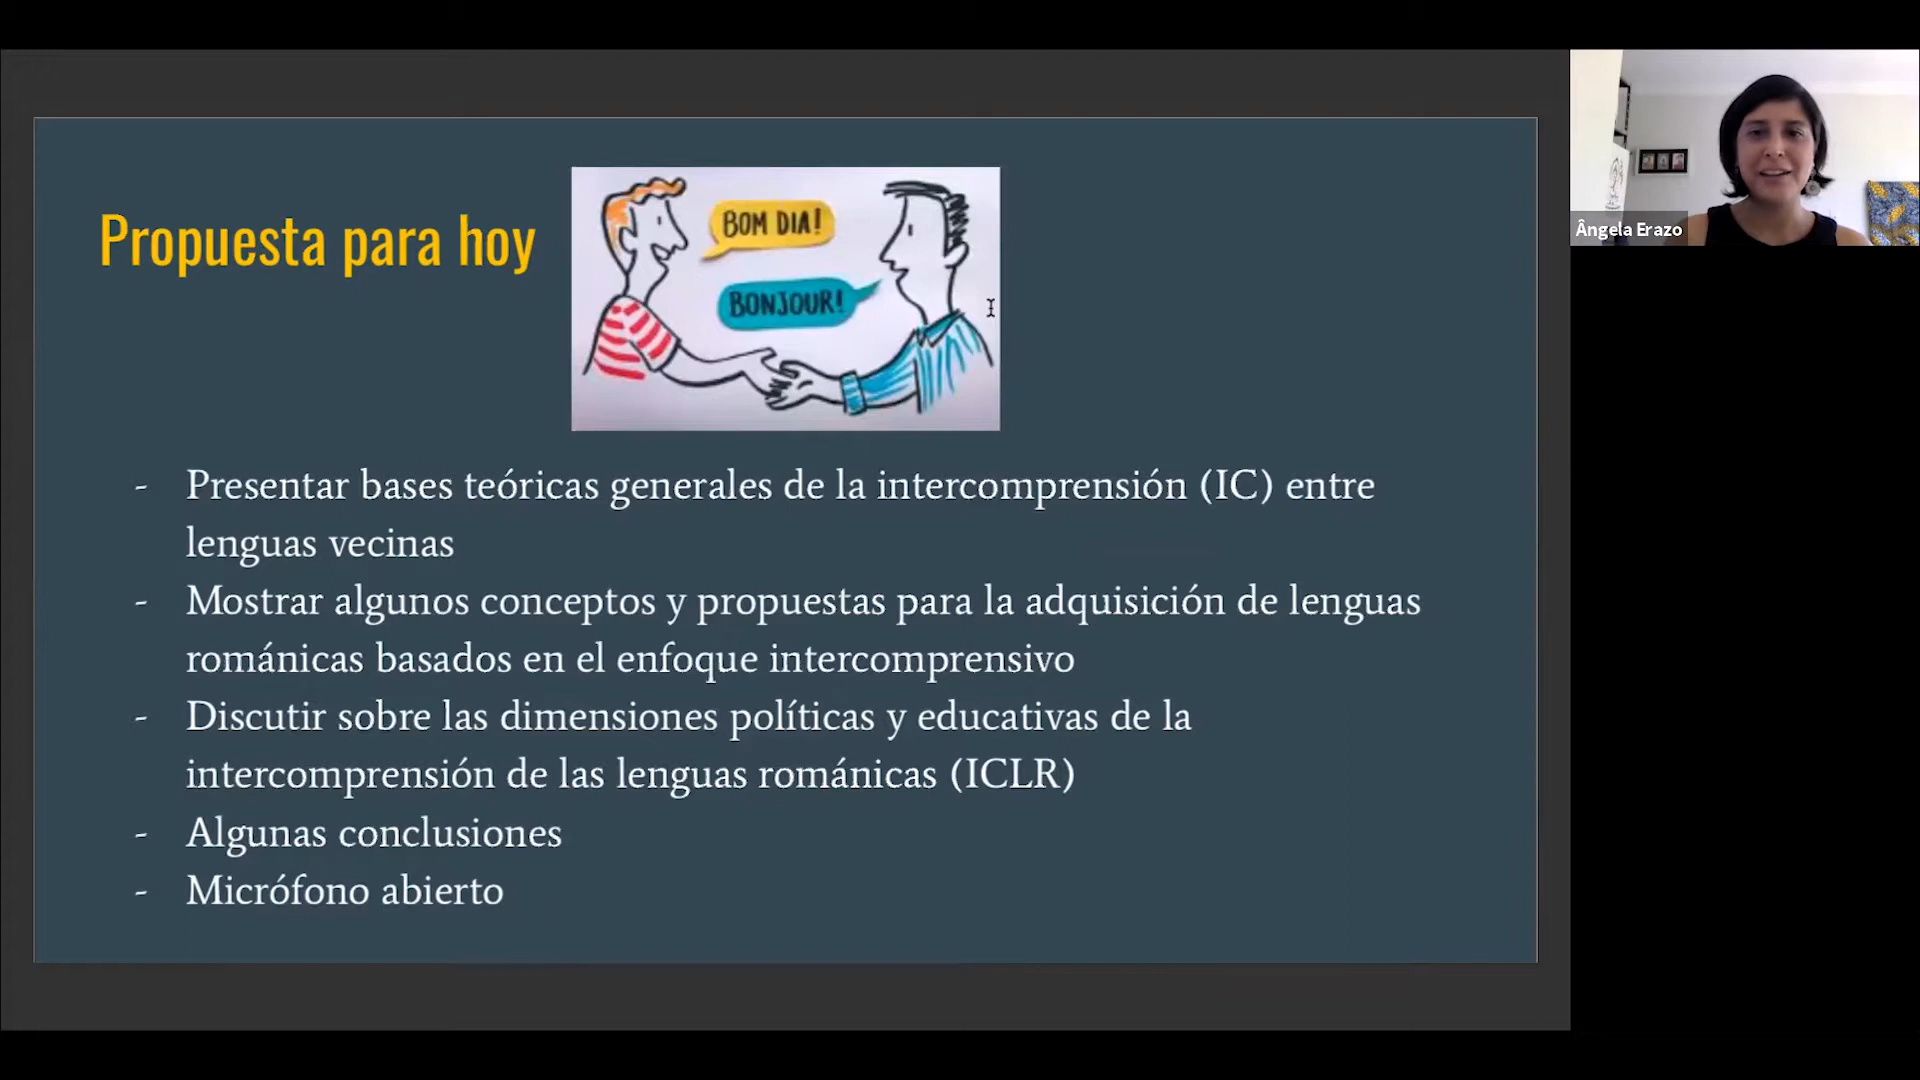 Propuesta para hoy
BOM DIA!
BONJOUR!
Ângela Erazo
- Presentar bases teóricas generales de la intercomprensión (IC) entre
lenguas vecinas
- Mostrar algunos conceptos y propuestas para la adquisición de lenguas
románicas basados en el enfoque intercomprensivo
- Discutir sobre las dimensiones políticas y educativas de la
intercomprensión de las lenguas románicas (ICLR)
- Algunas conclusiones
- Micrófono abierto